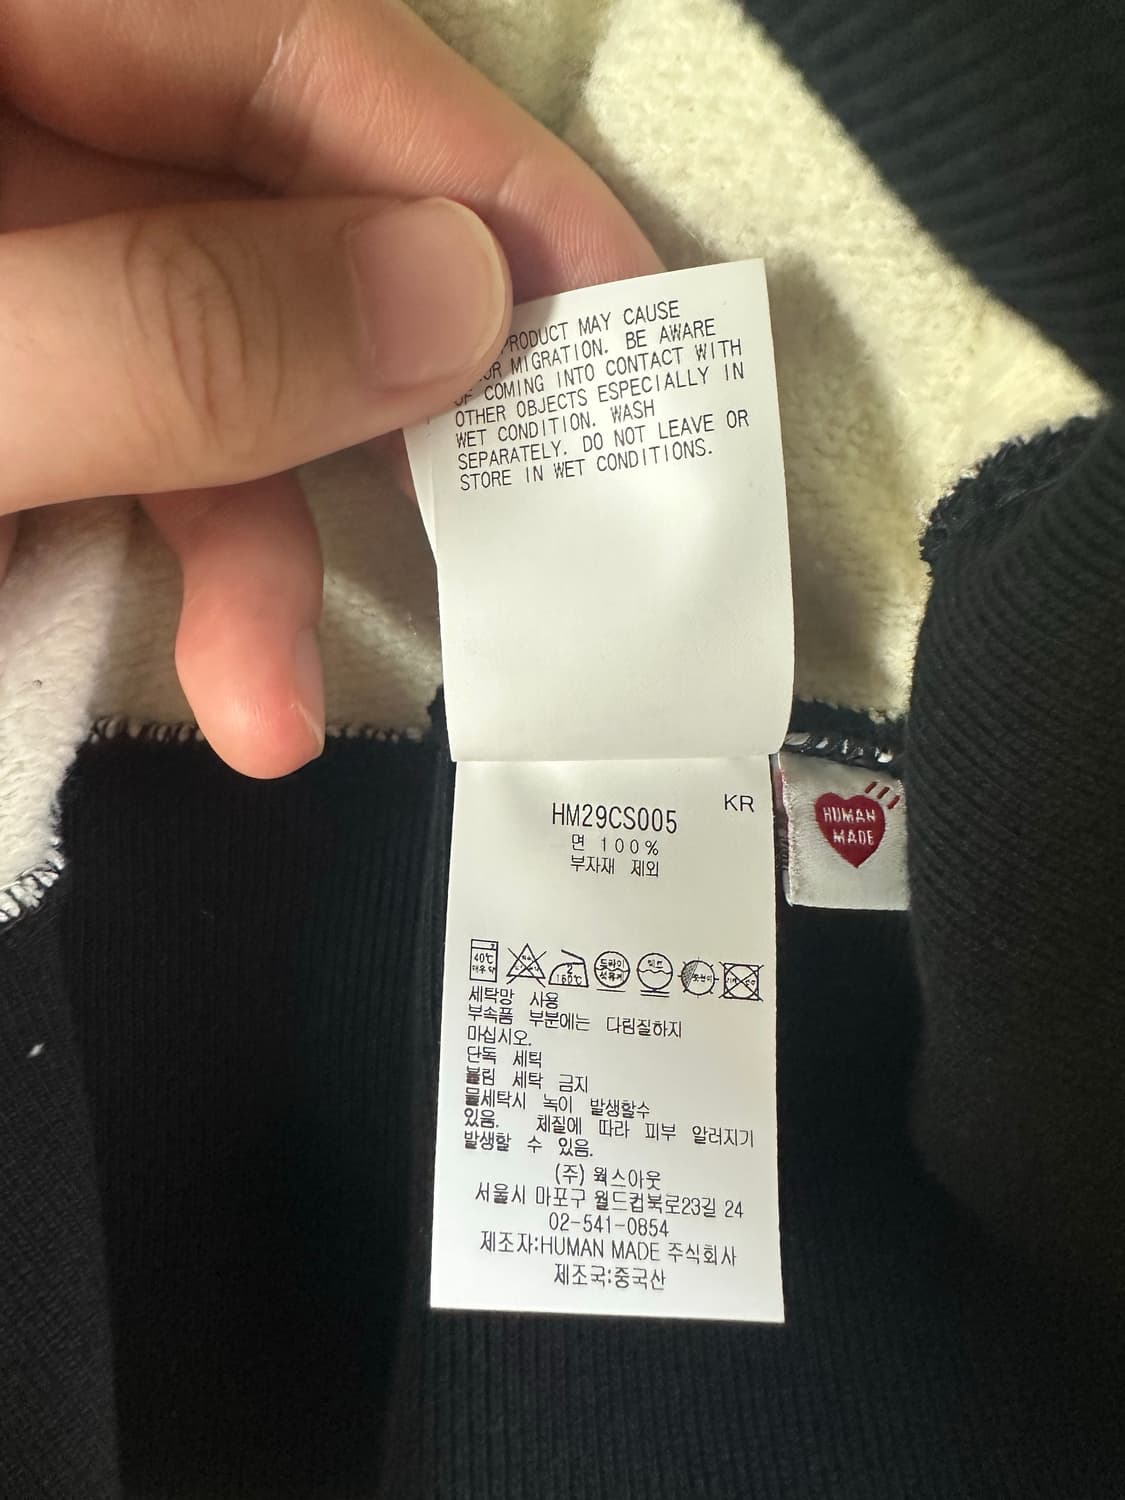 PRODUCT MAY CAUSE
MIGRATION. BE AWARE
OF COMING INTO CONTACT WITH
OTHER OBJECTS ESPECIALLY IN
WET CONDITION. WASH
SEPARATELY. DO NOT LEAVE OR
STORE IN WET CONDITIONS.
KR
HM29CS005
면 100%
부자재 제외
HUMAN
MADE
40℃
2
160℃
드라이
세탁망 사용
부속품 부분에는 다림질하지
마십시오.
단독 세탁
불림 세탁 금지
물세탁시 녹이 발생할수
있음. 체질에 따라 피부 알러지기
발생할 수 있음.
(주) 웍스아웃
서울시 마포구 월드컵북로23길 24
02-541-0854
제조자:HUMAN MADE 주식회사
제조국:중국산